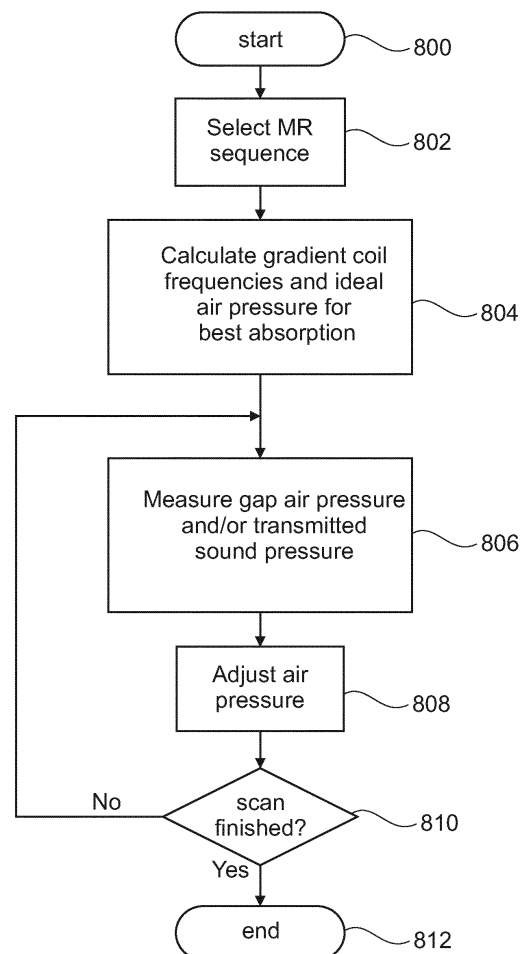 start
800
Select MR
sequence
802
Calculate gradient coil
frequencies and ideal
air pressure for
best absorption
804
Measure gap air pressure
and/or transmitted
sound pressure
806
Adjust air
pressure
808
No
scan
finished?
810
Yes
end
812